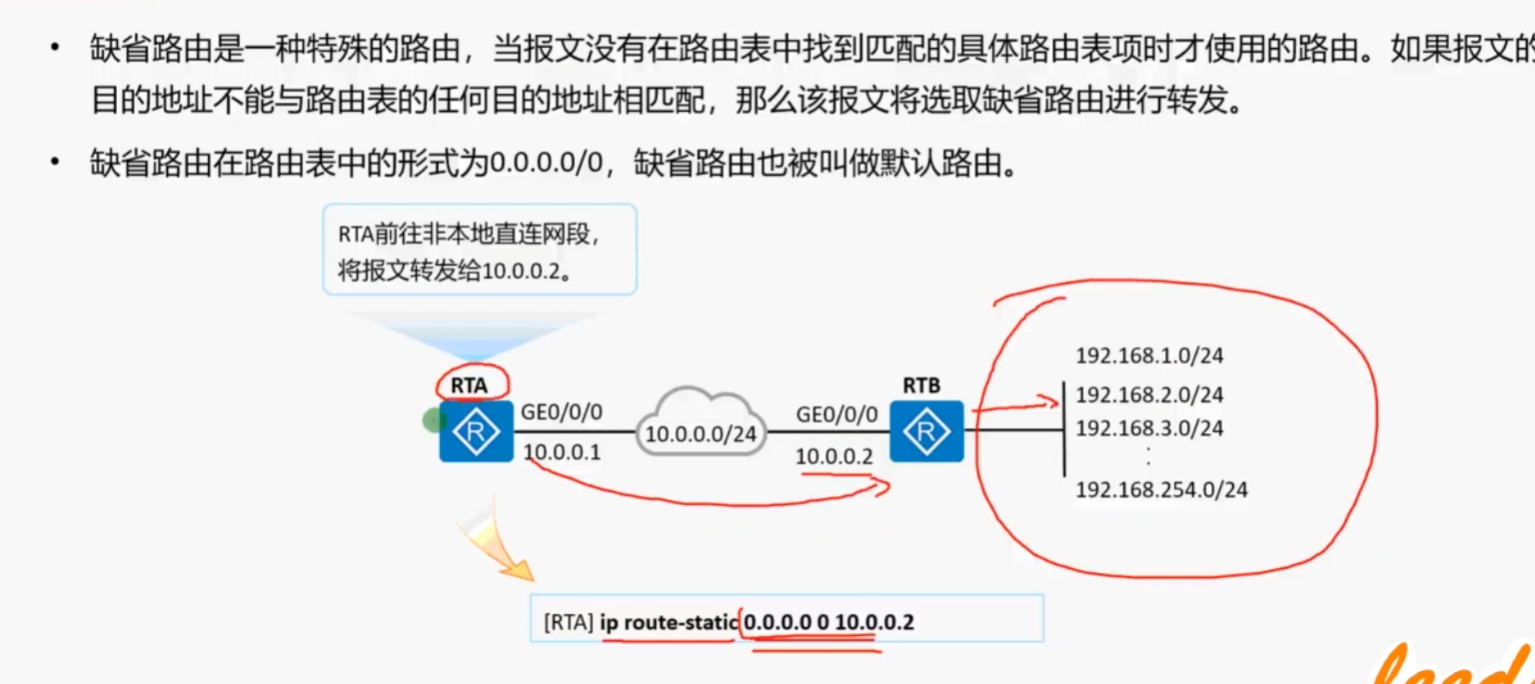 • 缺省路由是一种特殊的路由，当报文没有在路由表中找到匹配的具体路由表项时才使用的路由。如果报文的
目的地址不能与路由表的任何目的地址相匹配，那么该报文将选取缺省路由进行转发。
• 缺省路由在路由表中的形式为0.0.0.0/0，缺省路由也被叫做默认路由。
RTA前往非本地直连网段，
将报文转发给10.0.0.2。
RTA
GE0/0/0
10.0.0.1
10.0.0.0/24
RTB
GE0/0/0
10.0.0.2
R
R
192.168.1.0/24
192.168.2.0/24
192.168.3.0/24
:
192.168.254.0/24
[RTA] ip route-static 0.0.0.0 0 10.0.0.2